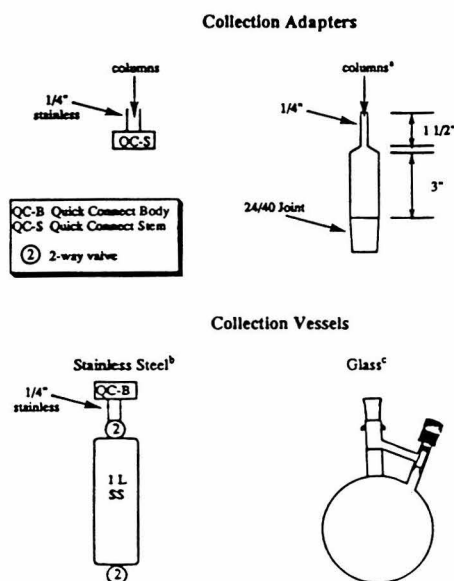 Collection Adapters
columns
1/4"
stainless
QC-S
columnsᵃ
1/4"
1 1/2"
3"
24/40 Joint
QC-B Quick Connect Body
QC-S Quick Connect Stem
2 2-way valve
Collection Vessels
Stainless Steelᵇ
QC-B
1/4"
stainless
2
1 L
SS
2
Glassᶜ